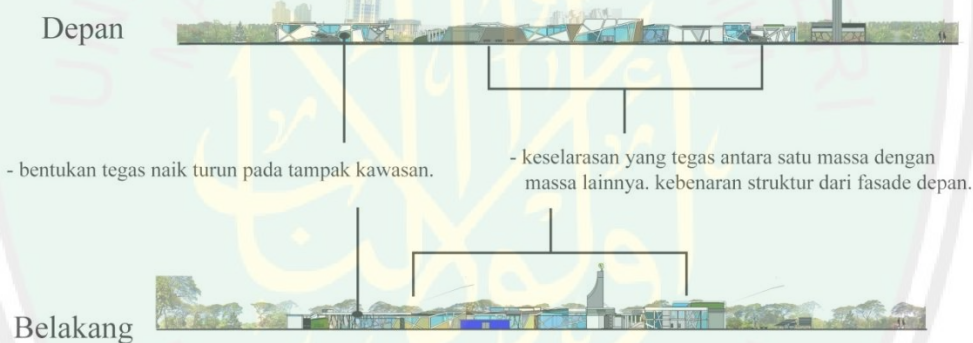 Depan
- bentukan tegas naik turun pada tampak kawasan.
- keselarasan yang tegas antara satu massa dengan
massa lainnya. kebenaran struktur dari fasade depan.
Belakang